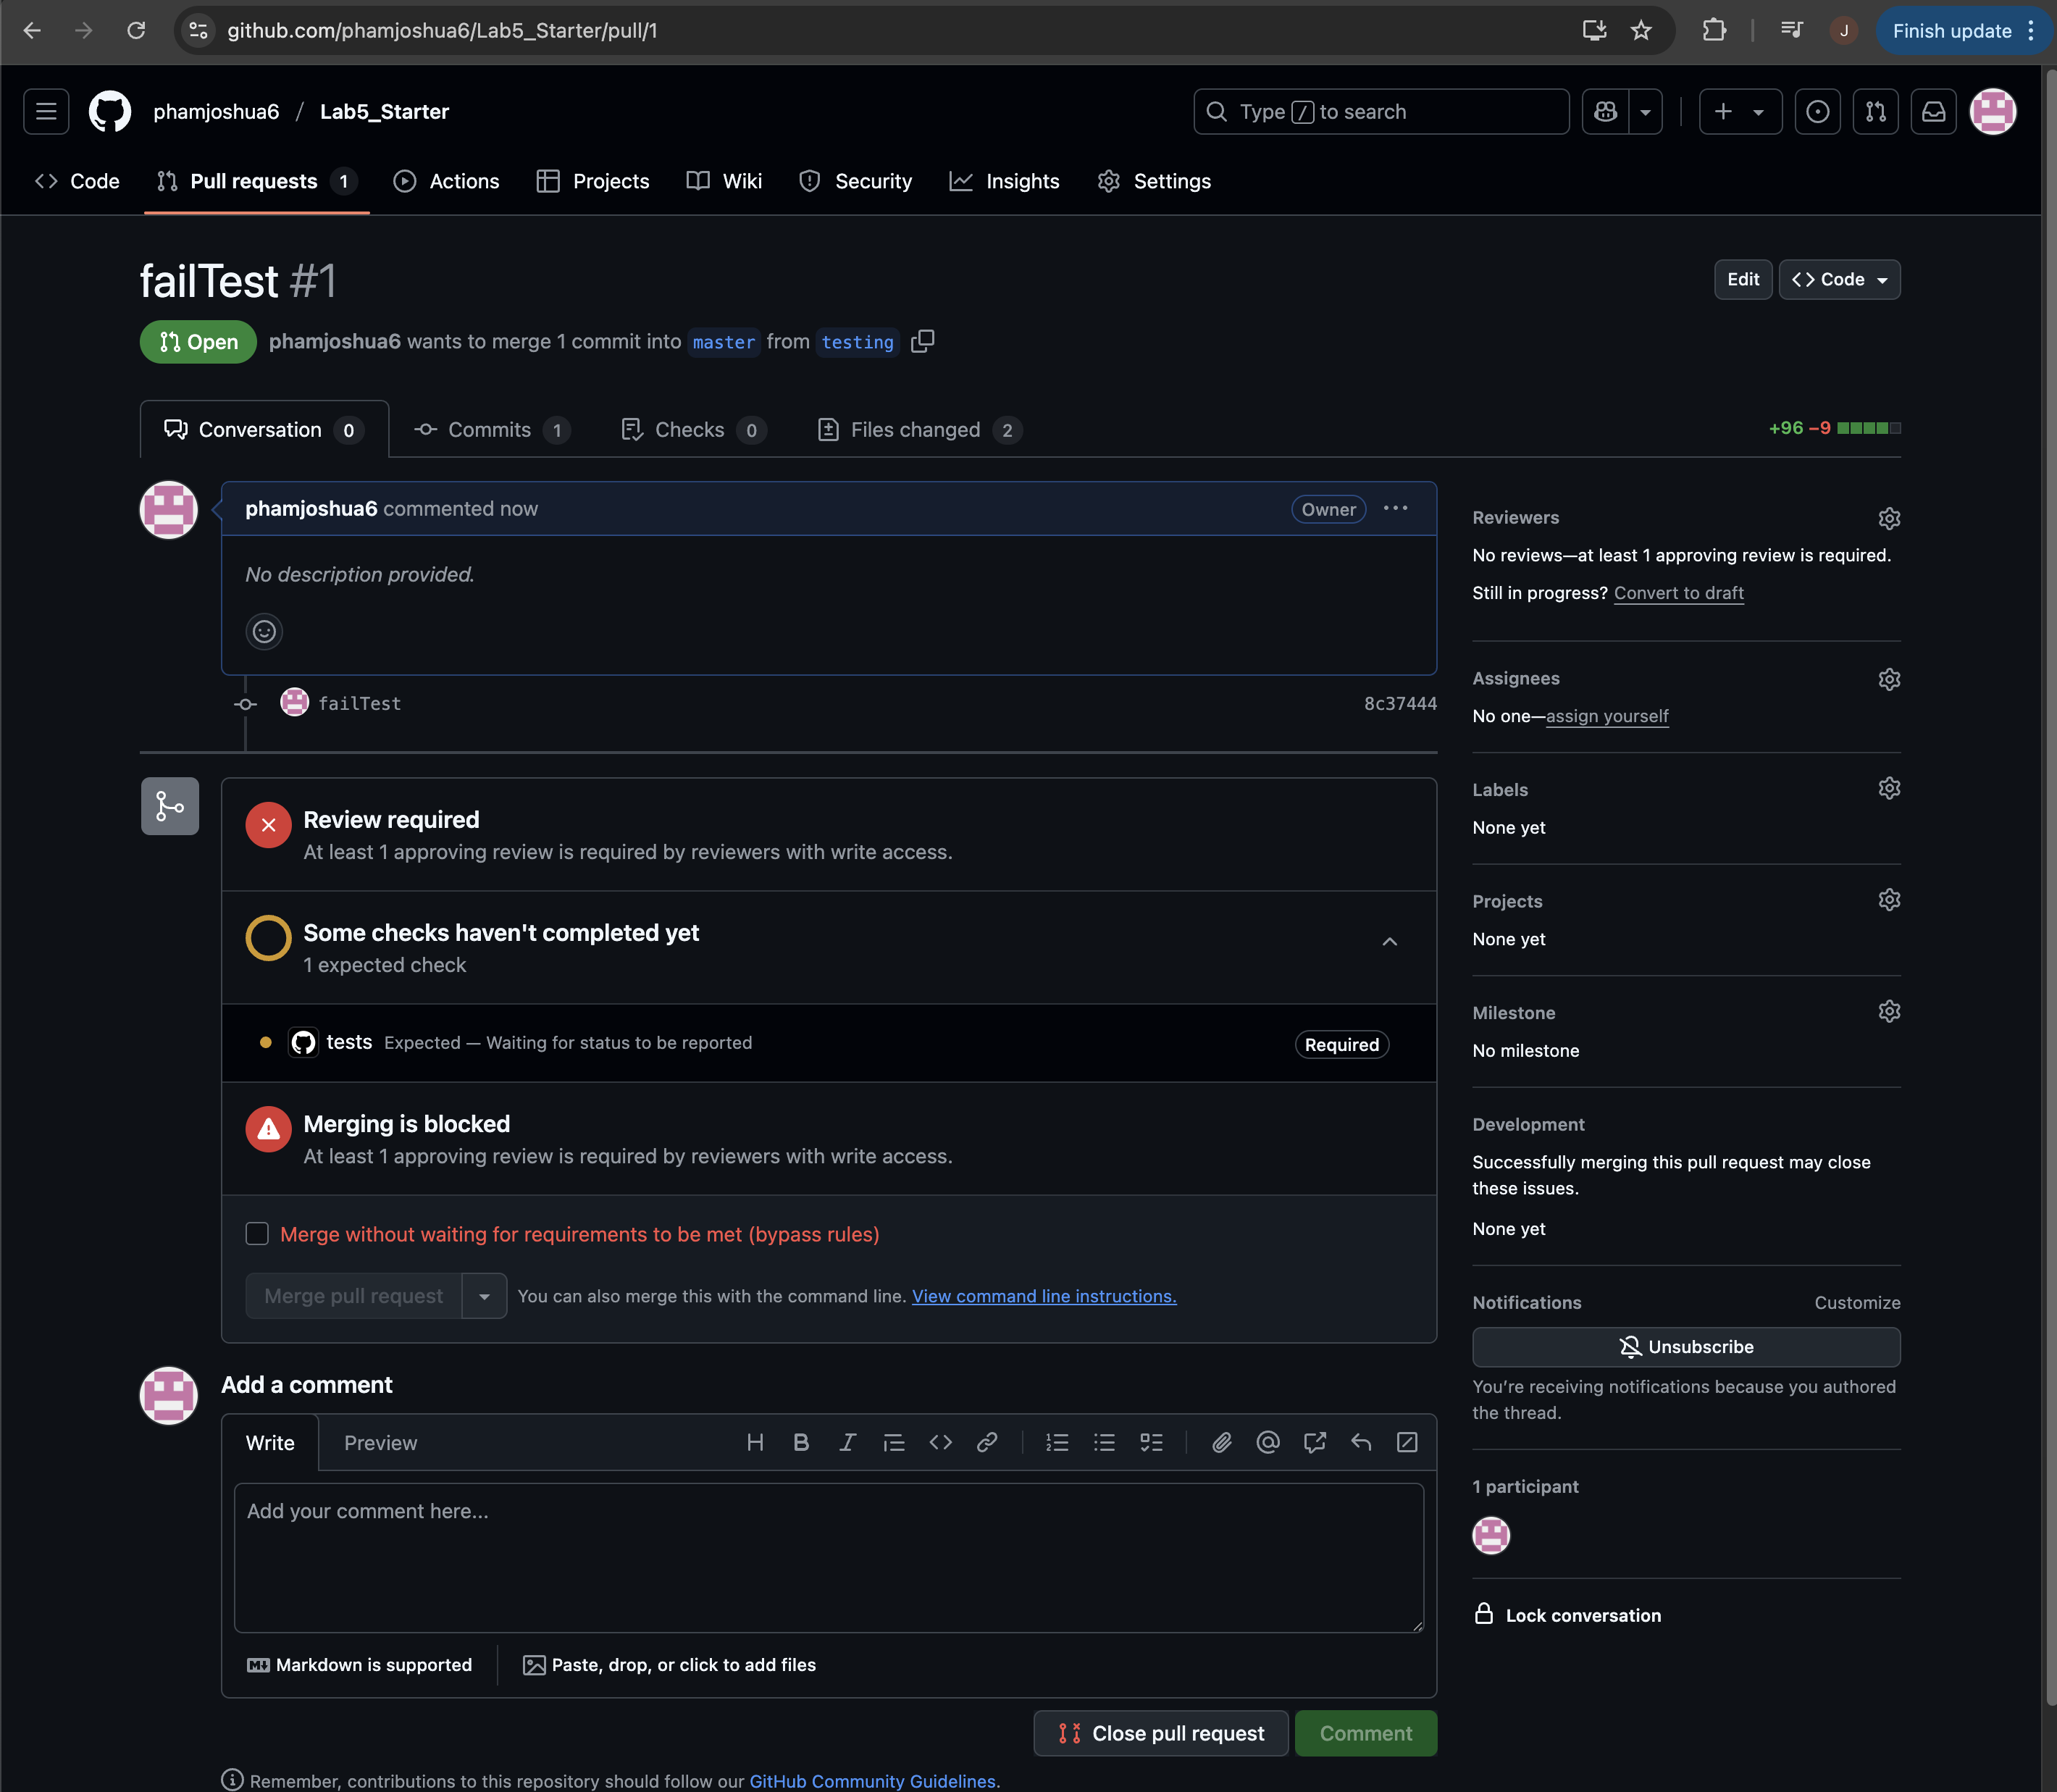 github.com/phamjoshua6/Lab5_Starter/pull/1
J
Finish update
phamjoshua6 / Lab5_Starter
Type / to search
Code
Pull requests 1
Actions
Projects
Wiki
Security
Insights
Settings
failTest #1
Edit
Code
Open
phamjoshua6 wants to merge 1 commit into master from testing
Conversation 0
Commits 1
Checks 0
Files changed 2
+96 −9
phamjoshua6 commented now
Owner
No description provided.
failTest
8c37444
Review required
At least 1 approving review is required by reviewers with write access.
Some checks haven't completed yet
1 expected check
tests Expected — Waiting for status to be reported
Required
Merging is blocked
At least 1 approving review is required by reviewers with write access.
Merge without waiting for requirements to be met (bypass rules)
Merge pull request
You can also merge this with the command line. View command line instructions.
Add a comment
Write
Preview
Add your comment here...
Markdown is supported
Paste, drop, or click to add files
Close pull request
Comment
Remember, contributions to this repository should follow our GitHub Community Guidelines.
Reviewers
No reviews—at least 1 approving review is required.
Still in progress? Convert to draft
Assignees
No one—assign yourself
Labels
None yet
Projects
None yet
Milestone
No milestone
Development
Successfully merging this pull request may close
these issues.
None yet
Notifications
Customize
Unsubscribe
You’re receiving notifications because you authored
the thread.
1 participant
Lock conversation